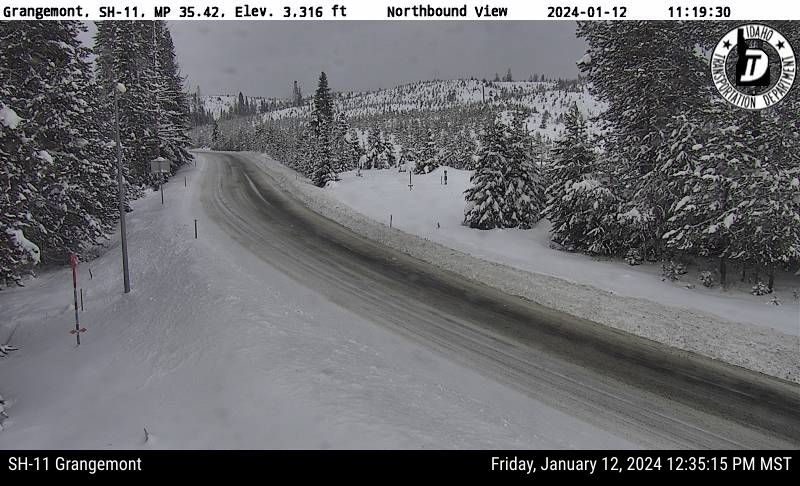 Grangemont, SH-11, MP 35.42, Elev. 3,316 ft Northbound View 2024-01-12 11:19:30
IDAHO
TRANSPORTATION DEPARTMENT
SH-11 Grangemont Friday, January 12, 2024 12:35:15 PM MST